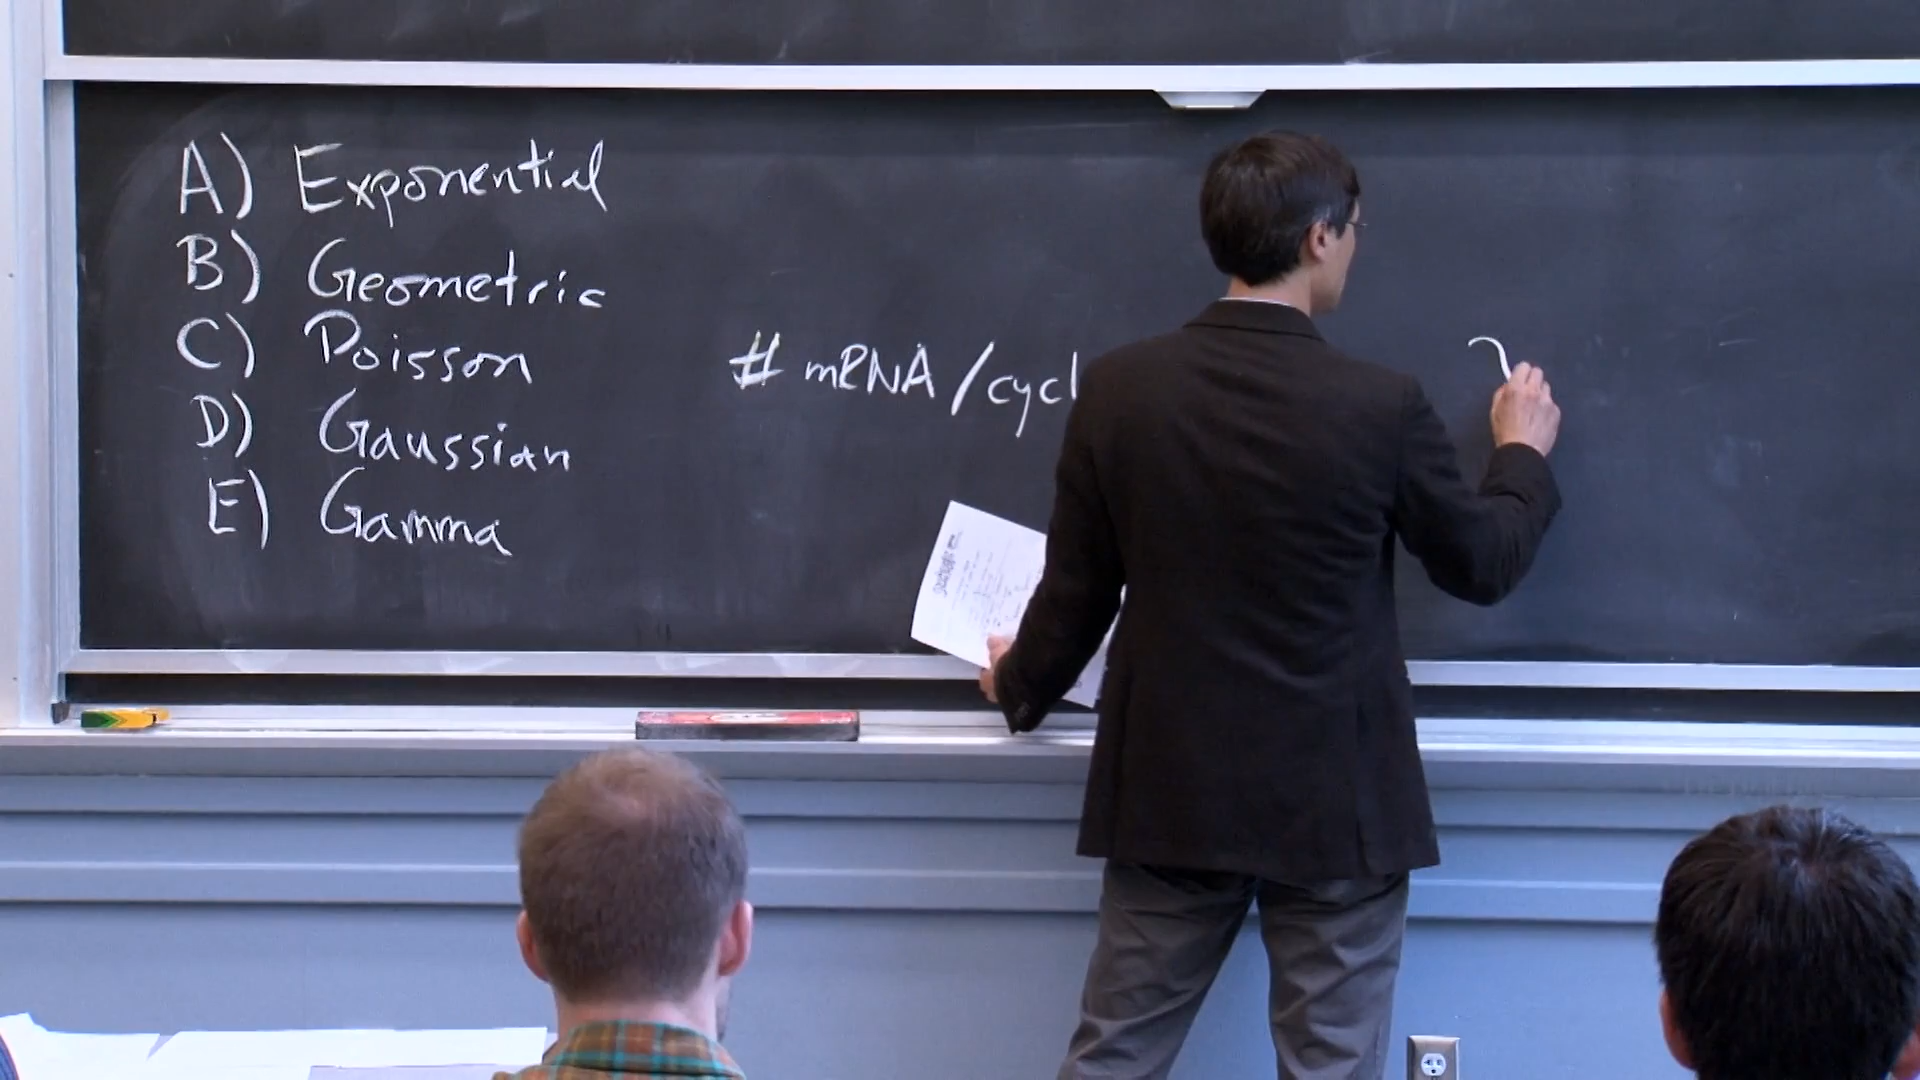 A) Exponential
B) Geometric
C) Poisson
D) Gaussian
E) Gamma
# mRNA / cycl